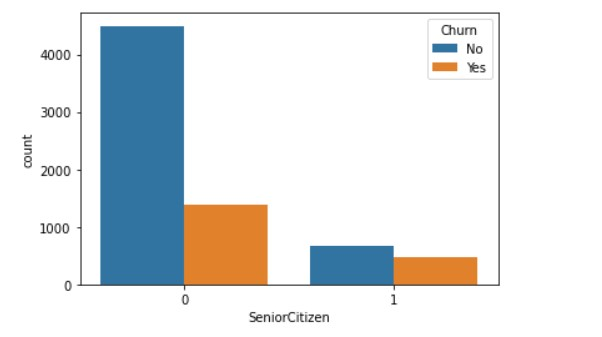 Churn
No
Yes
4000
3000
2000
1000
0
count
0 1
SeniorCitizen